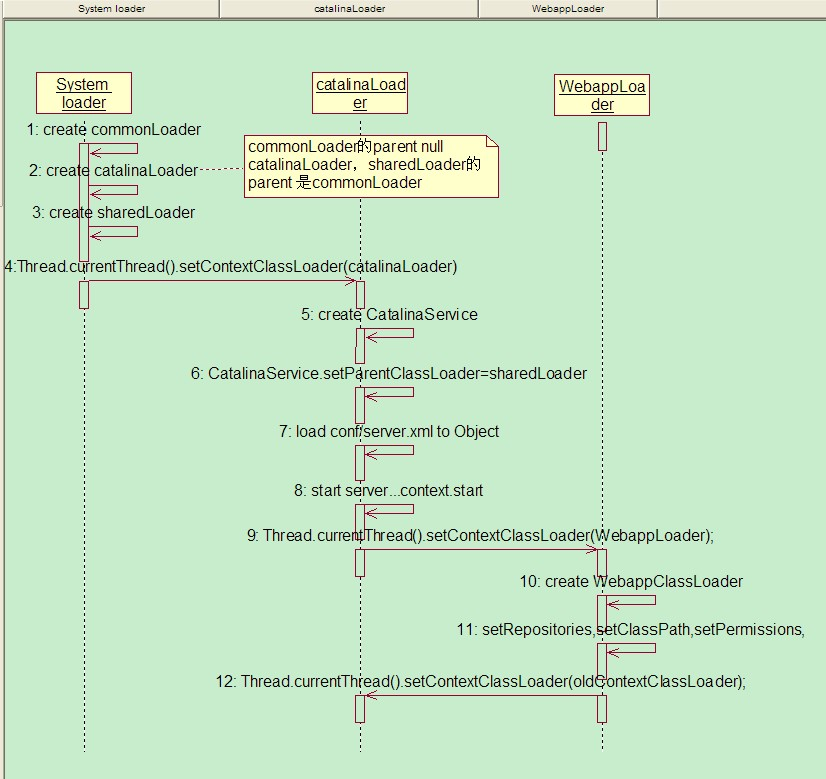 System loader
catalinaLoader
WebappLoader
System
loader
catalinaLoad
er
WebappLoa
der
1: create commonLoader
commonLoader的parent null
catalinaLoader，sharedLoader的
parent 是commonLoader
2: create catalinaLoader
3: create sharedLoader
4:Thread.currentThread().setContextClassLoader(catalinaLoader)
5: create CatalinaService
6: CatalinaService.setParentClassLoader=sharedLoader
7: load conf/server.xml to Object
8: start server...context.start
9: Thread.currentThread().setContextClassLoader(WebappLoader);
10: create WebappClassLoader
11: setRepositories,setClassPath,setPermissions,
12: Thread.currentThread().setContextClassLoader(oldContextClassLoader);